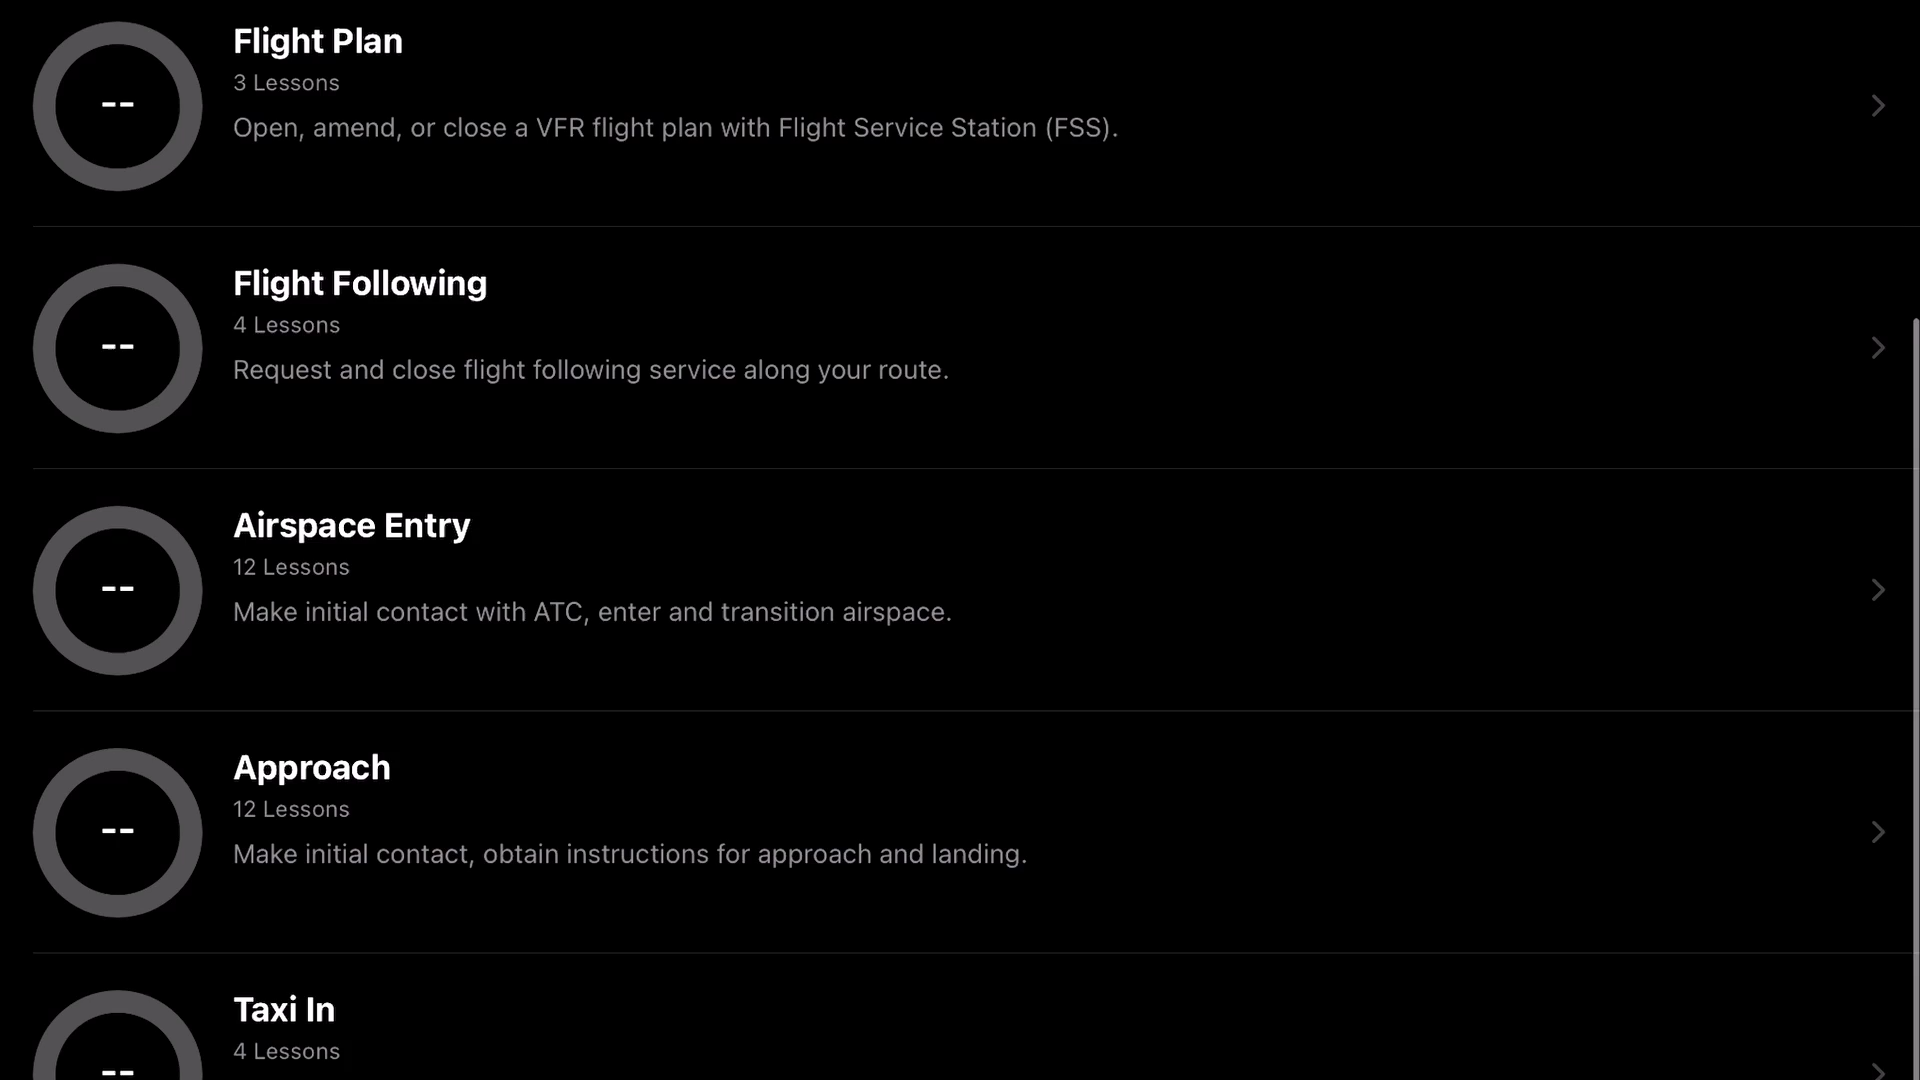 Flight Plan
3 Lessons
Open, amend, or close a VFR flight plan with Flight Service Station (FSS).
--
Flight Following
4 Lessons
Request and close flight following service along your route.
--
Airspace Entry
12 Lessons
Make initial contact with ATC, enter and transition airspace.
--
Approach
12 Lessons
Make initial contact, obtain instructions for approach and landing.
--
Taxi In
4 Lessons
--